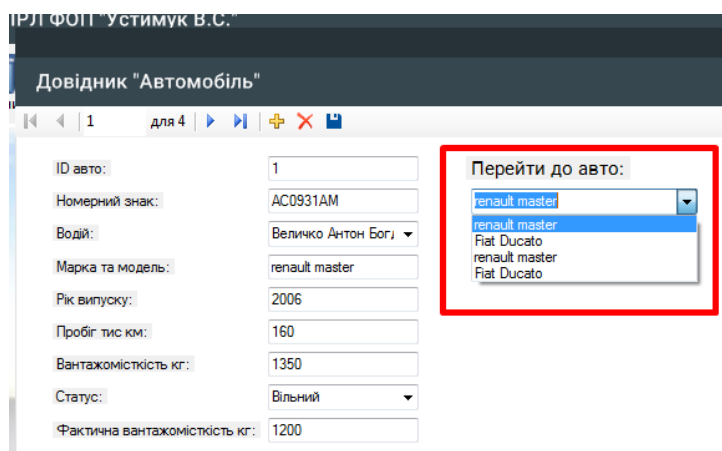 ІРЛ ФОП "Устимук В.С."
Довідник "Автомобіль"
1 для 4
ID авто: 1
Номерний знак: АС0931АМ
Водій: Величко Антон Бог
Марка та модель: renault master
Рік випуску: 2006
Пробіг тис км: 160
Вантажомісткість кг: 1350
Статус: Вільний
Фактична вантажомісткість кг: 1200
Перейти до авто:
renault master
renault master
Fiat Ducato
renault master
Fiat Ducato